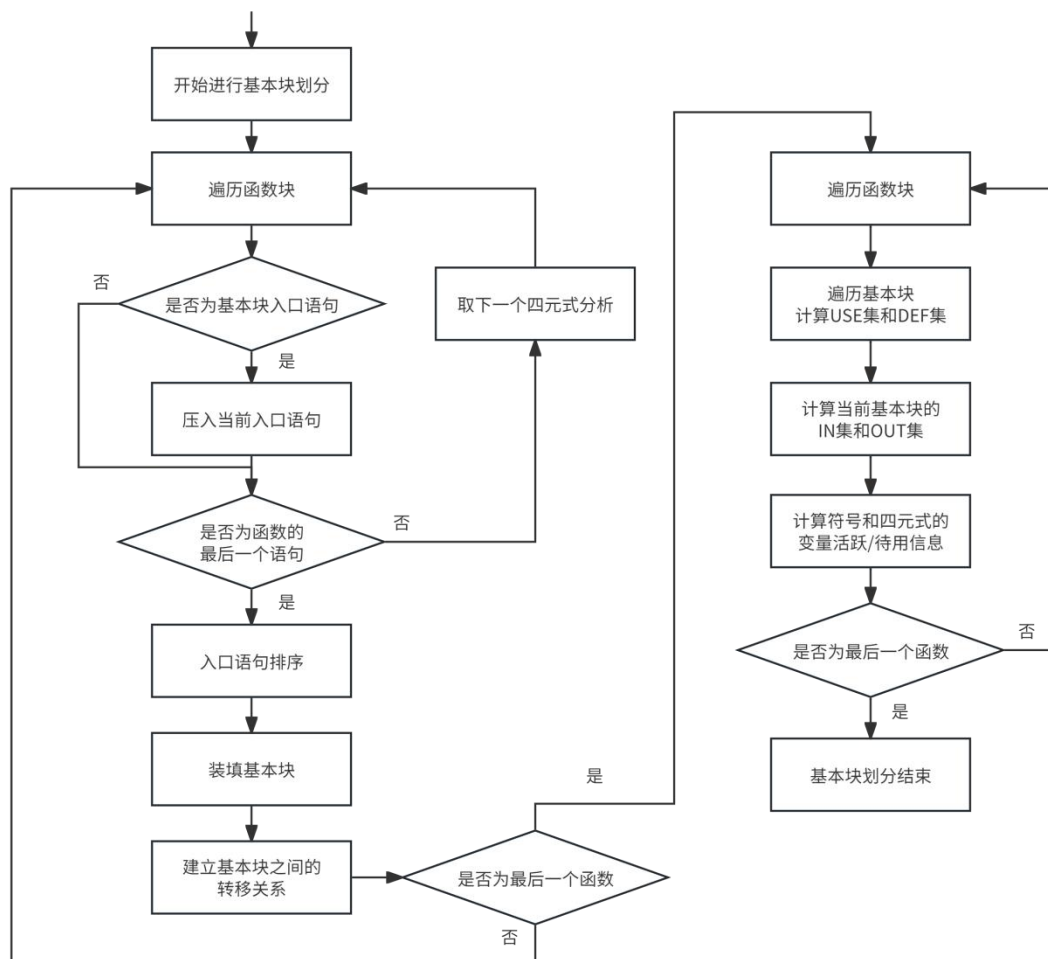 开始进行基本块划分
遍历函数块
否
是否为基本块入口语句
取下一个四元式分析
是
压入当前入口语句
是否为函数的
最后一个语句
否
是
入口语句排序
装填基本块
建立基本块之间的
转移关系
是否为最后一个函数
是
否
遍历函数块
遍历基本块
计算USE集和DEF集
计算当前基本块的
IN集和OUT集
计算符号和四元式的
变量活跃/待用信息
是否为最后一个函数
否
是
基本块划分结束